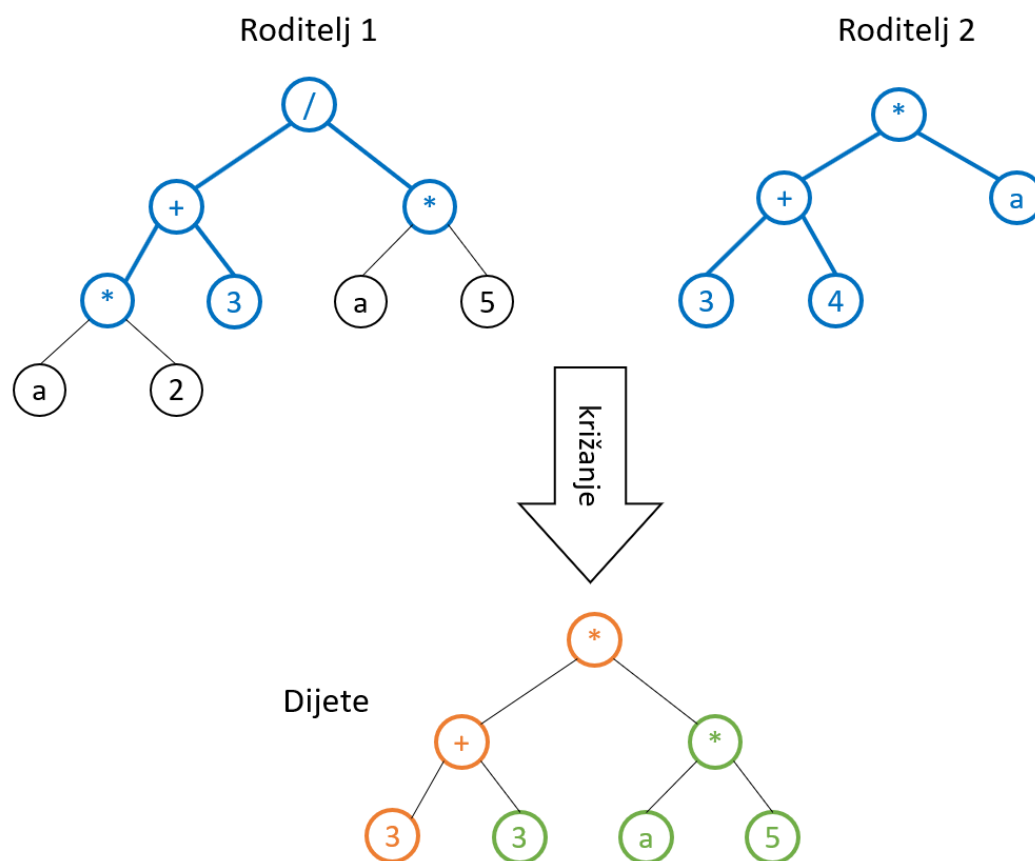 Roditelj 1 Roditelj 2
/ *
+ * + a
* 3 a 5 3 4
a 2
križanje
*
Dijete
+ *
3 3 a 5